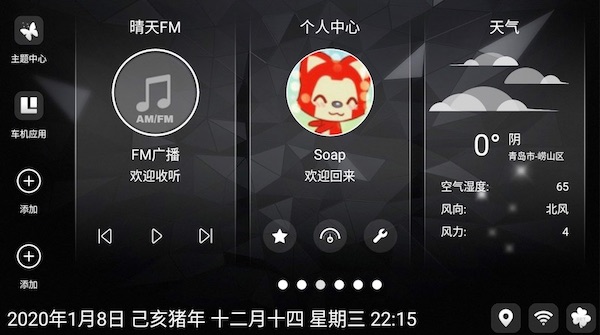 主题中心
车机应用
添加
添加
晴天FM
AM/FM
FM广播
欢迎收听
个人中心
Soap
欢迎回来
天气
0° 阴
青岛市-崂山区
空气湿度: 65
风向: 北风
风力: 4
2020年1月8日 己亥猪年 十二月十四 星期三 22:15